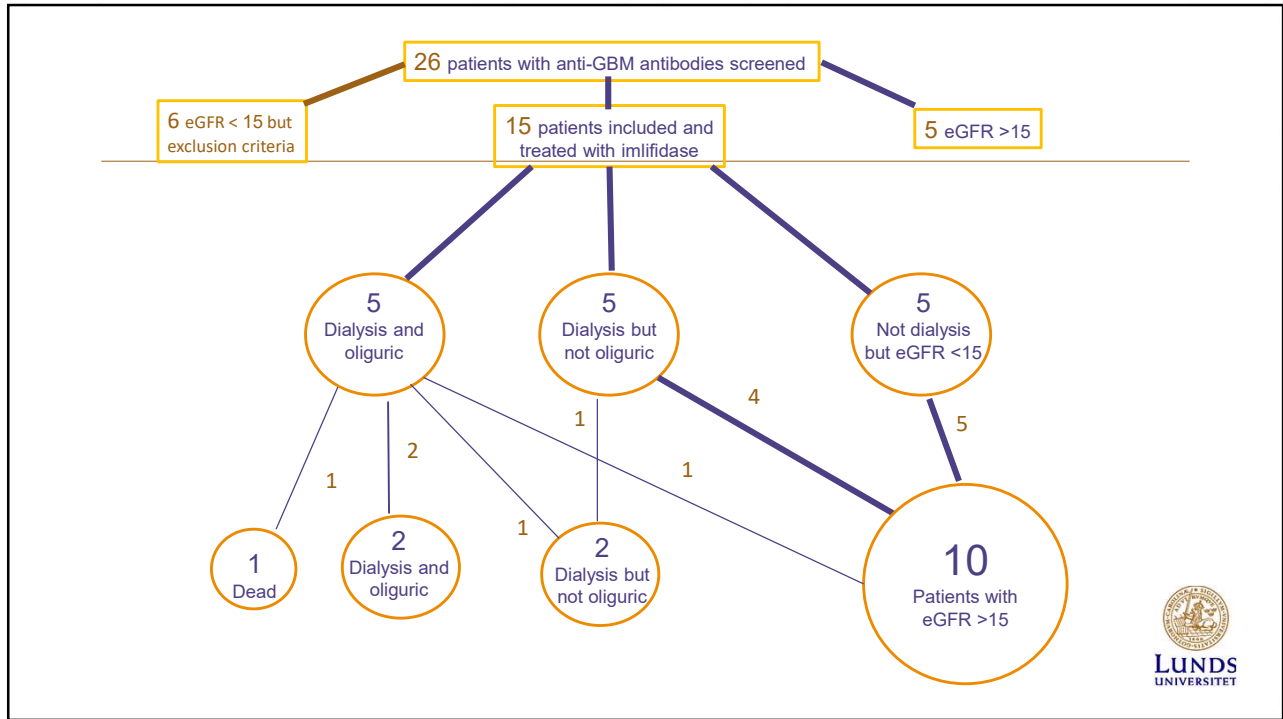 26 patients with anti-GBM antibodies screened
6 eGFR < 15 but
exclusion criteria
15 patients included and
treated with imlifidase
5 eGFR >15
5
Dialysis and
oliguric
5
Dialysis but
not oliguric
5
Not dialysis
but eGFR <15
1
2
1
1
4
1
5
1
Dead
2
Dialysis and
oliguric
2
Dialysis but
not oliguric
10
Patients with
eGFR >15
LUNDS
UNIVERSITET